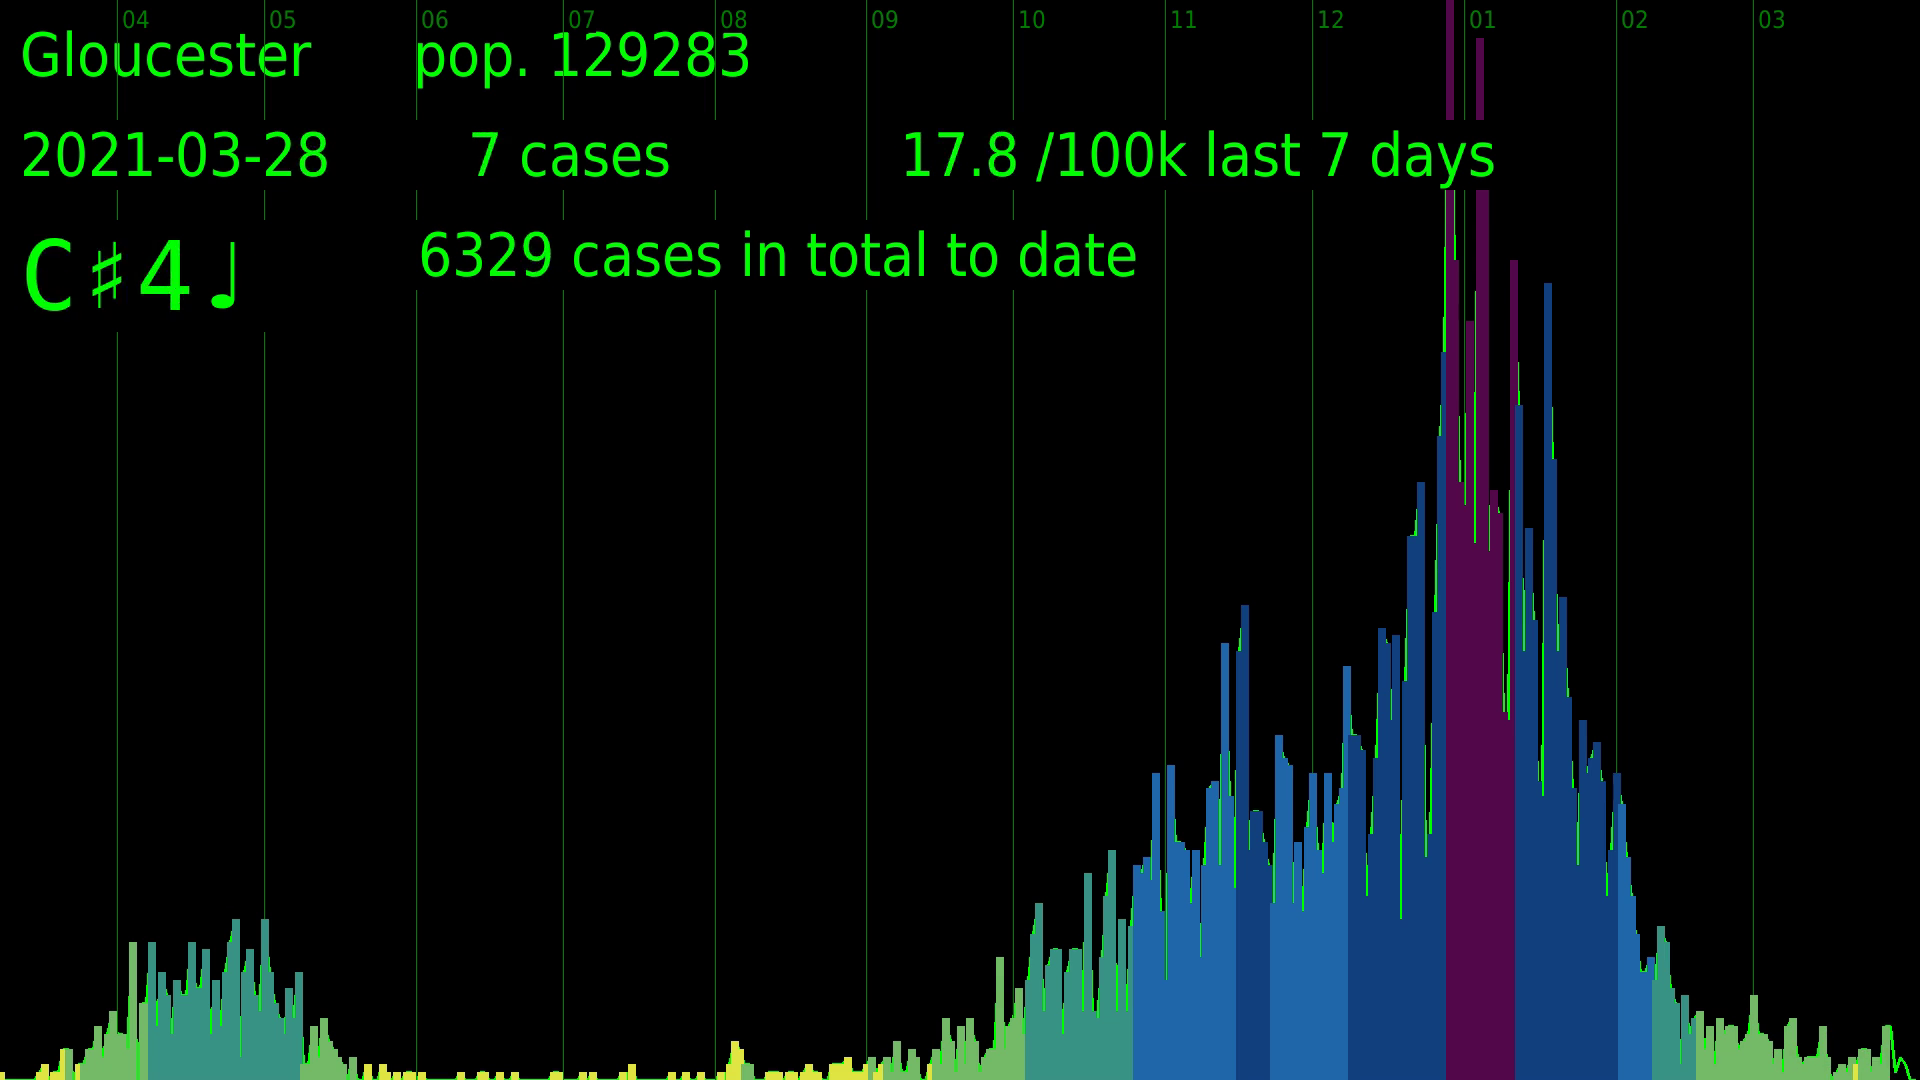 04 05 06 07 08 09 10 11 12 01 02 03
Gloucester pop. 129283
2021-03-28 7 cases 17.8 /100k last 7 days
C♯4♩ 6329 cases in total to date